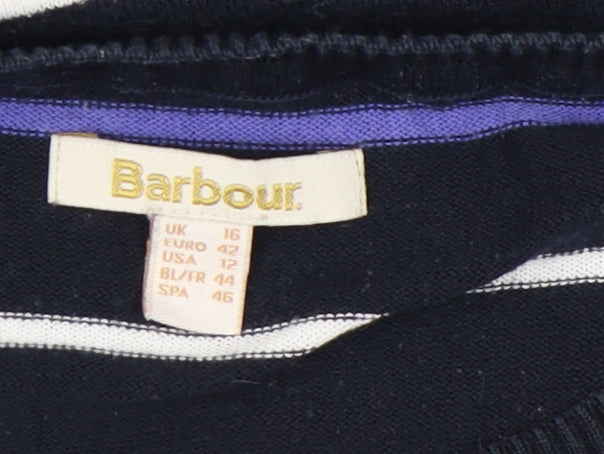 Barbour
UK 16
EURO 42
USA 12
BL/FR 44
SPA 46